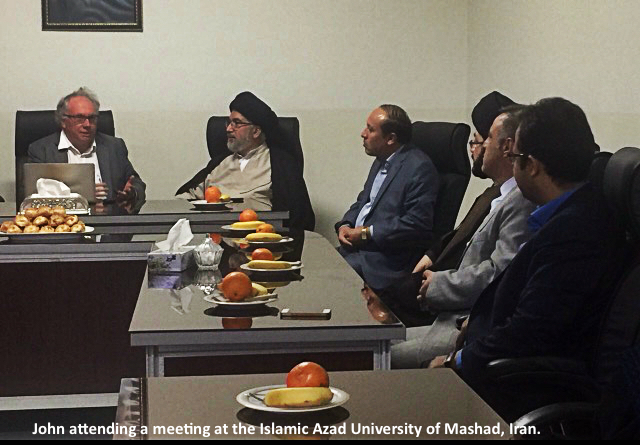 John attending a meeting at the Islamic Azad University of Mashad, Iran.